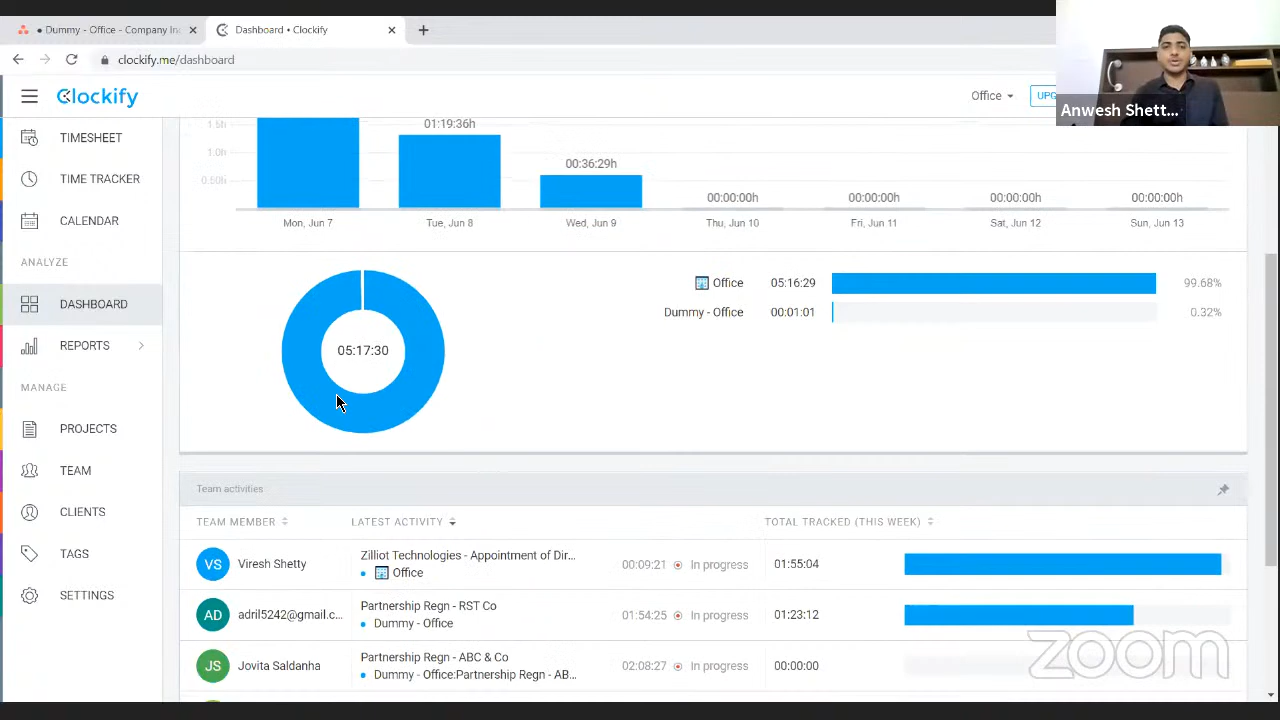 ● Dummy - Office - Company In
Dashboard • Clockify
clockify.me/dashboard
Clockify
Office
UPG
Anwesh Shett...
TIMESHEET
TIME TRACKER
CALENDAR
ANALYZE
DASHBOARD
REPORTS
MANAGE
PROJECTS
TEAM
CLIENTS
TAGS
SETTINGS
1.5h
1.0h
0.50h
01:19:36h
00:36:29h
00:00:00h
00:00:00h
00:00:00h
00:00:00h
Mon, Jun 7
Tue, Jun 8
Wed, Jun 9
Thu, Jun 10
Fri, Jun 11
Sat, Jun 12
Sun, Jun 13
05:17:30
Office 05:16:29 99.68%
Dummy - Office 00:01:01 0.32%
Team activities
TEAM MEMBER LATEST ACTIVITY TOTAL TRACKED (THIS WEEK)
VS Viresh Shetty
Zilliot Technologies - Appointment of Dir...
Office
00:09:21 In progress 01:55:04
AD adril5242@gmail.c...
Partnership Regn - RST Co
Dummy - Office
01:54:25 In progress 01:23:12
JS Jovita Saldanha
Partnership Regn - ABC & Co
Dummy - Office:Partnership Regn - AB...
02:08:27 In progress 00:00:00
zoom